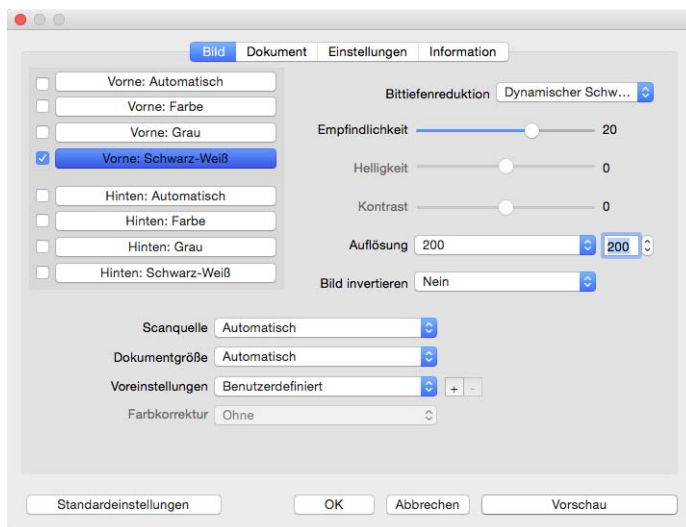 Bild Dokument Einstellungen Information
Vorne: Automatisch
Vorne: Farbe
Vorne: Grau
Vorne: Schwarz-Weiß
Hinten: Automatisch
Hinten: Farbe
Hinten: Grau
Hinten: Schwarz-Weiß
Bittiefenreduktion Dynamischer Schw...
Empfindlichkeit 20
Helligkeit 0
Kontrast 0
Auflösung 200 200
Bild invertieren Nein
Scanquelle Automatisch
Dokumentgröße Automatisch
Voreinstellungen Benutzerdefiniert + -
Farbkorrektur Ohne
Standardeinstellungen OK Abbrechen Vorschau